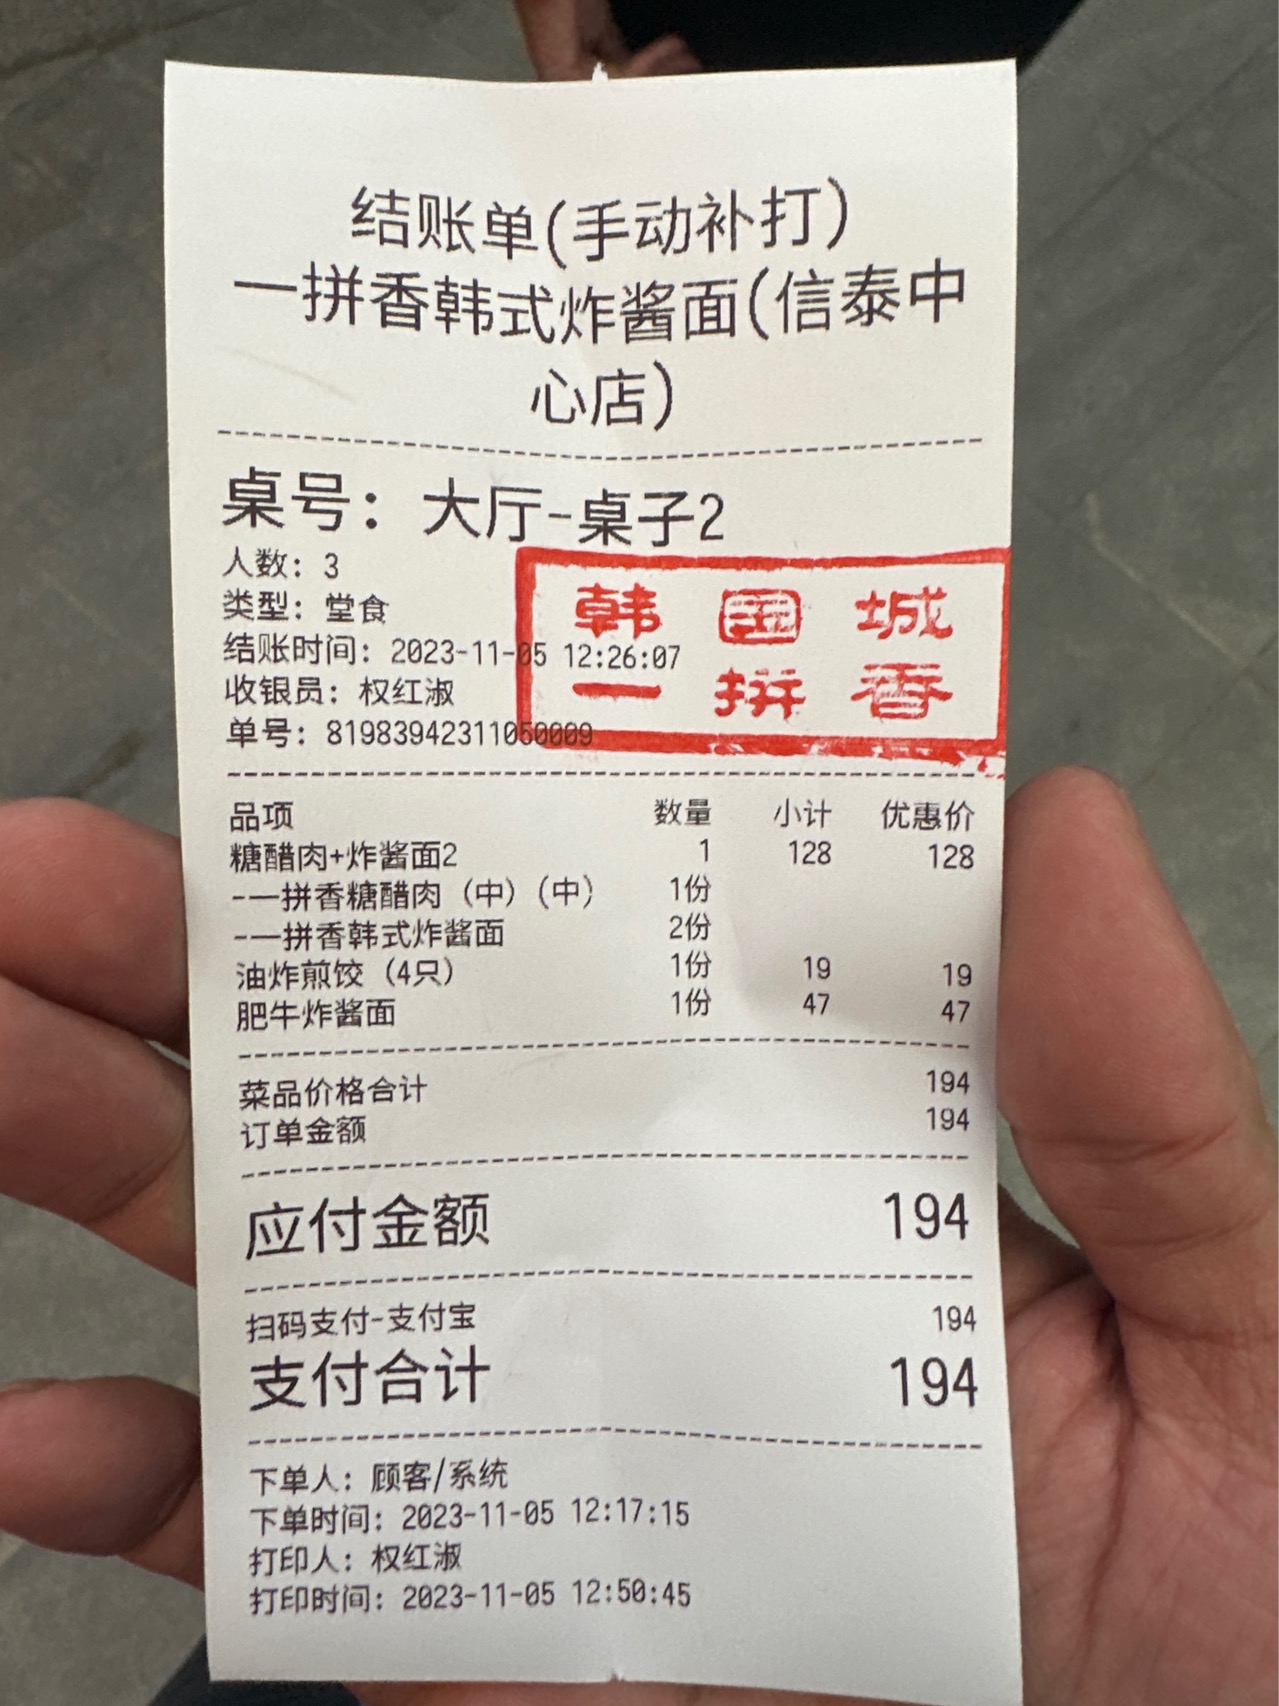 结账单(手动补打)
一拼香韩式炸酱面(信泰中
心店)
桌号：大厅-桌子2
人数：3
类型：堂食
结账时间：2023-11-05 12:26:07
收银员：权红淑
单号：81983942311050009
韩国城
一拼香
品项 数量 小计 优惠价
糖醋肉+炸酱面2 1 128 128
-一拼香糖醋肉（中）（中） 1份
-一拼香韩式炸酱面 2份
油炸煎饺（4只） 1份 19 19
肥牛炸酱面 1份 47 47
菜品价格合计 194
订单金额 194
应付金额 194
扫码支付-支付宝 194
支付合计 194
下单人：顾客/系统
下单时间：2023-11-05 12:17:15
打印人：权红淑
打印时间：2023-11-05 12:50:45